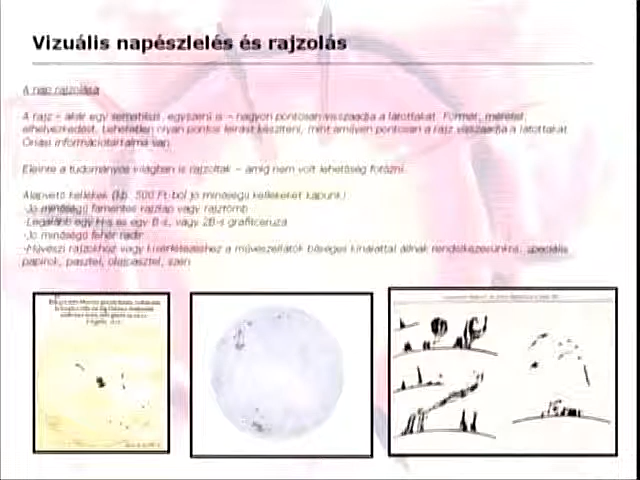 Vizuális napészlelés és rajzolás
A nap rajzolása
A rajz – akár egy sematikus, egyszerű is – nagyon pontosan visszaadja a látottakat. Formát, méretet,
elhelyezkedést. Lehetetlen olyan pontos leírást készíteni, mint amilyen pontosan a rajz visszaadja a látottakat.
Óriási információtartalma van.
Eleinte a tudományos világban is rajzoltak – amíg nem volt lehetőség fotózni.
Alapvető kellékek (kb. 500 Ft-ból jó minőségű kellékeket kapunk)
-Jó minőségű famentes rajzlap vagy rajztömb
-Legalább egy H-s és egy B-s, vagy 2B-s grafitceruza
-Jó minőségű fehér radír
-Művészi rajzokhoz vagy kísérletezéshez a művészellátók bőséges kínálattal állnak rendelkezésünkre: speciális
papírok, pasztel, olajpasztel, szén